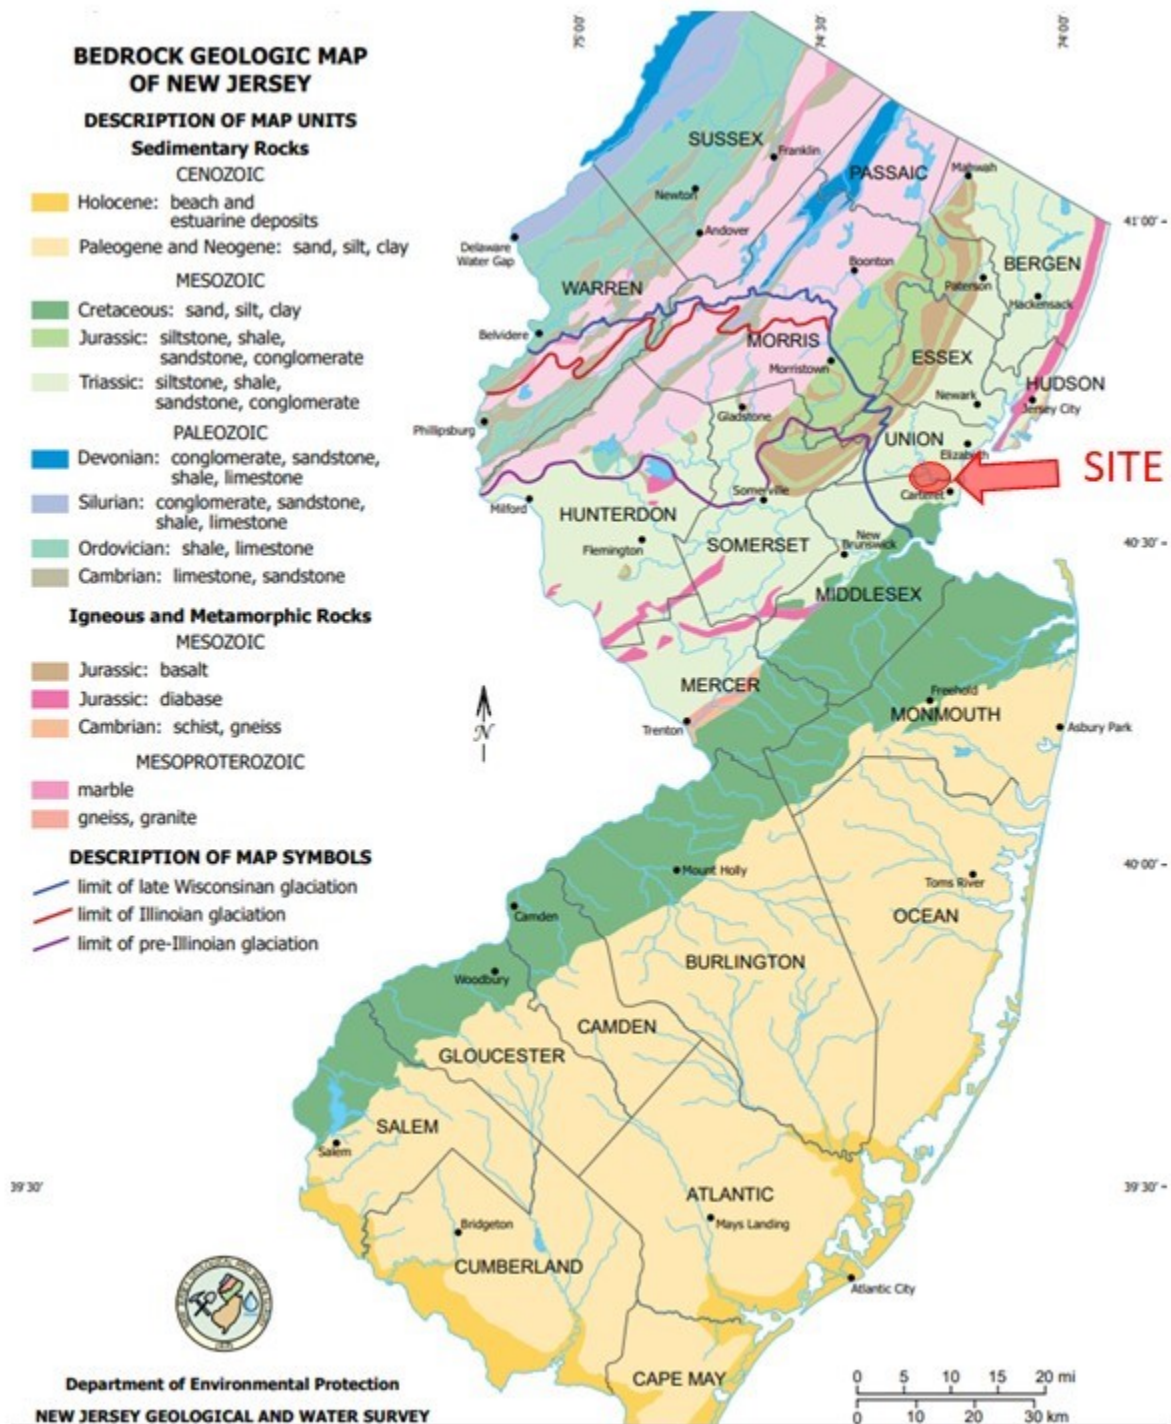 BEDROCK GEOLOGIC MAP
OF NEW JERSEY
DESCRIPTION OF MAP UNITS
Sedimentary Rocks
CENOZOIC
Holocene: beach and
estuarine deposits
Paleogene and Neogene: sand, silt, clay
MESOZOIC
Cretaceous: sand, silt, clay
Jurassic: siltstone, shale,
sandstone, conglomerate
Triassic: siltstone, shale,
sandstone, conglomerate
PALEOZOIC
Devonian: conglomerate, sandstone,
shale, limestone
Silurian: conglomerate, sandstone,
shale, limestone
Ordovician: shale, limestone
Cambrian: limestone, sandstone
Igneous and Metamorphic Rocks
MESOZOIC
Jurassic: basalt
Jurassic: diabase
Cambrian: schist, gneiss
MESOPROTEROZOIC
marble
gneiss, granite
DESCRIPTION OF MAP SYMBOLS
limit of late Wisconsinan glaciation
limit of Illinoian glaciation
limit of pre-Illinoian glaciation
75°00'
74°30'
74°00'
SUSSEX
Franklin
PASSAIC
Mahwah
Newton
41°00'
Andover
Delaware
Water Gap
BERGEN
Boonton
Paterson
WARREN
Hackensack
Belvidere
MORRIS
ESSEX
Morristown
HUDSON
Newark
Jersey City
Gladstone
Phillipsburg
UNION
Elizabeth
SITE
Somerville
Carteret
Milford
HUNTERDON
SOMERSET
New
Brunswick
40°30'
Flemington
MIDDLESEX
MERCER
Freehold
MONMOUTH
N
Trenton
Asbury Park
40°00'
Mount Holly
Toms River
Camden
OCEAN
BURLINGTON
Woodbury
CAMDEN
GLOUCESTER
SALEM
Salem
39°30'
39°30'
ATLANTIC
Bridgeton
Mays Landing
CUMBERLAND
Atlantic City
CAPE MAY
0 5 10 15 20 mi
0 10 20 30 km
Department of Environmental Protection
NEW JERSEY GEOLOGICAL AND WATER SURVEY